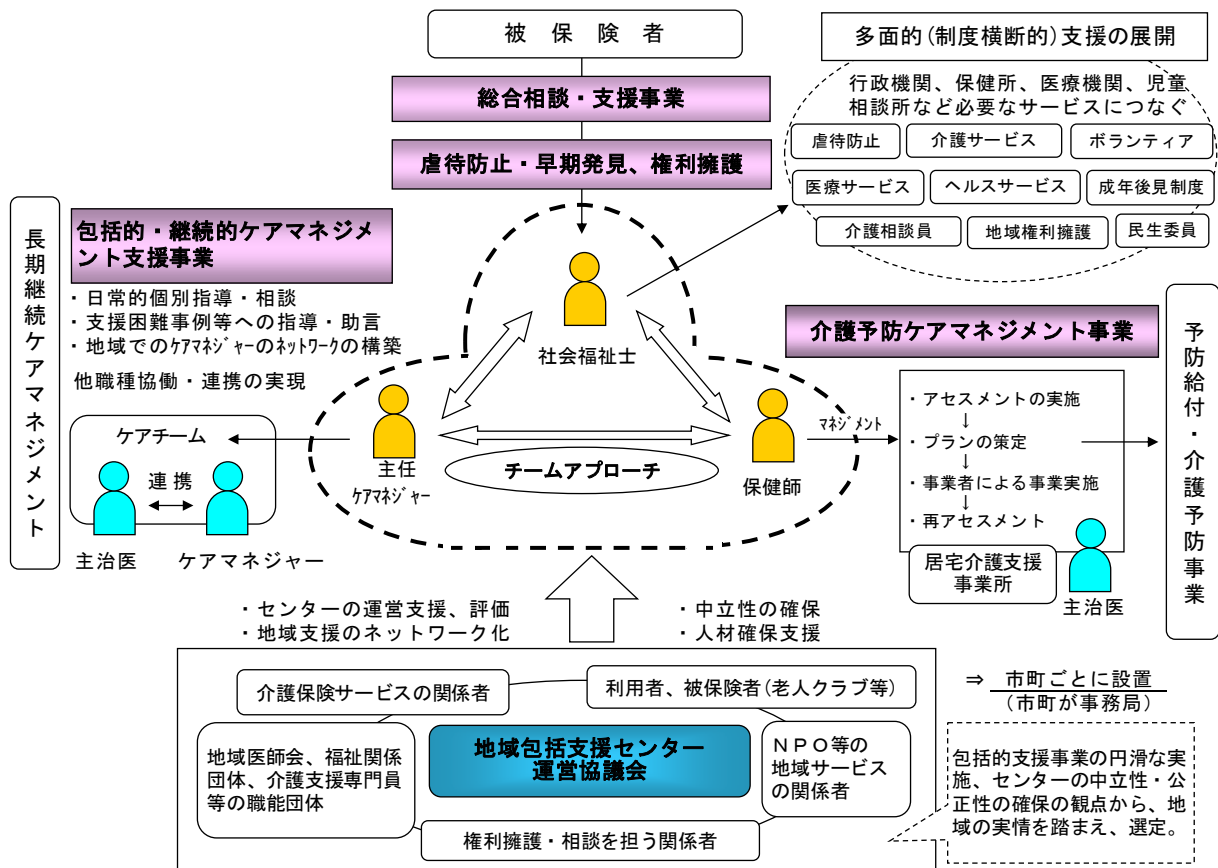 被保険者
総合相談・支援事業
虐待防止・早期発見、権利擁護
多面的(制度横断的)支援の展開
行政機関、保健所、医療機関、児童
相談所など必要なサービスにつなぐ
虐待防止
介護サービス
ボランティア
医療サービス
ヘルスサービス
成年後見制度
介護相談員
地域権利擁護
民生委員
長期継続ケアマネジメント
包括的・継続的ケアマネジメ
ント支援事業
・日常的個別指導・相談
・支援困難事例等への指導・助言
・地域でのｹｱﾏﾈｼﾞｬｰのネットワークの構築
他職種協働・連携の実現
ケアチーム
連携
主治医
ケアマネジャー
社会福祉士
主任
ｹｱﾏﾈｼﾞｬｰ
チームアプローチ
保健師
介護予防ケアマネジメント事業
ﾏﾈｼﾞﾒﾝﾄ
・アセスメントの実施
↓
・プランの策定
↓
・事業者による事業実施
↓
・再アセスメント
居宅介護支援
事業所
主治医
予防給付・介護予防事業
・センターの運営支援、評価
・地域支援のネットワーク化
・中立性の確保
・人材確保支援
介護保険サービスの関係者
利用者、被保険者(老人クラブ等)
地域医師会、福祉関係
団体、介護支援専門員
等の職能団体
地域包括支援センター
運営協議会
ＮＰＯ等の
地域サービス
の関係者
権利擁護・相談を担う関係者
⇒ 市町ごとに設置
(市町が事務局)
包括的支援事業の円滑な実
施、センターの中立性・公
正性の確保の観点から、地
域の実情を踏まえ、選定。